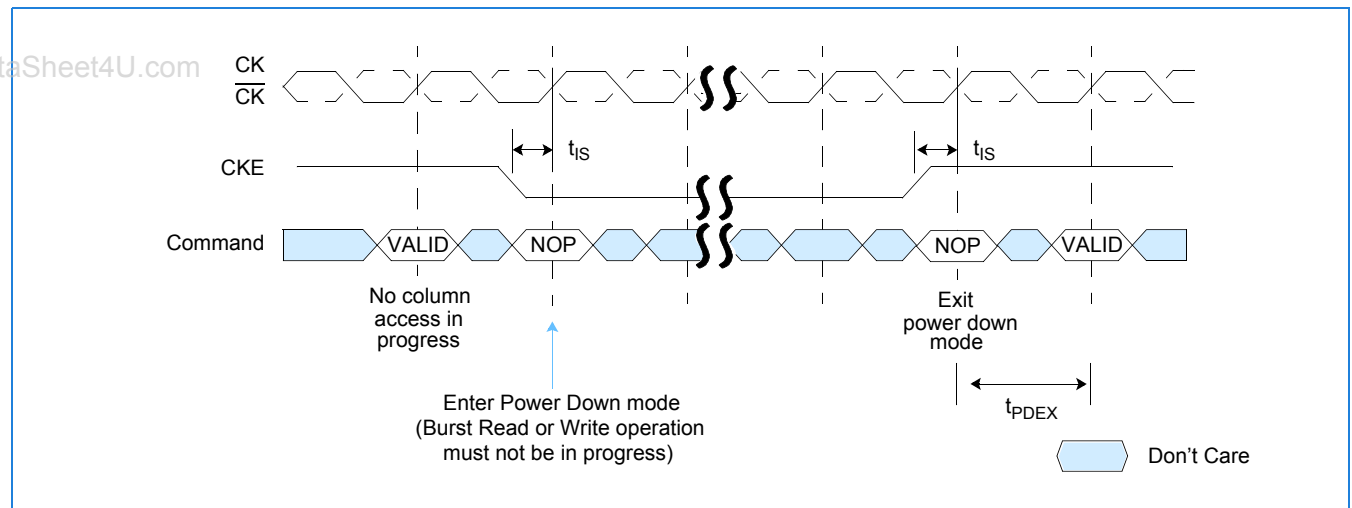 taSheet4U.com
CK
CK
tIS
tIS
CKE
Command
VALID
NOP
NOP
VALID
No column
access in
progress
Exit
power down
mode
Enter Power Down mode
(Burst Read or Write operation
must not be in progress)
tPDEX
Don't Care